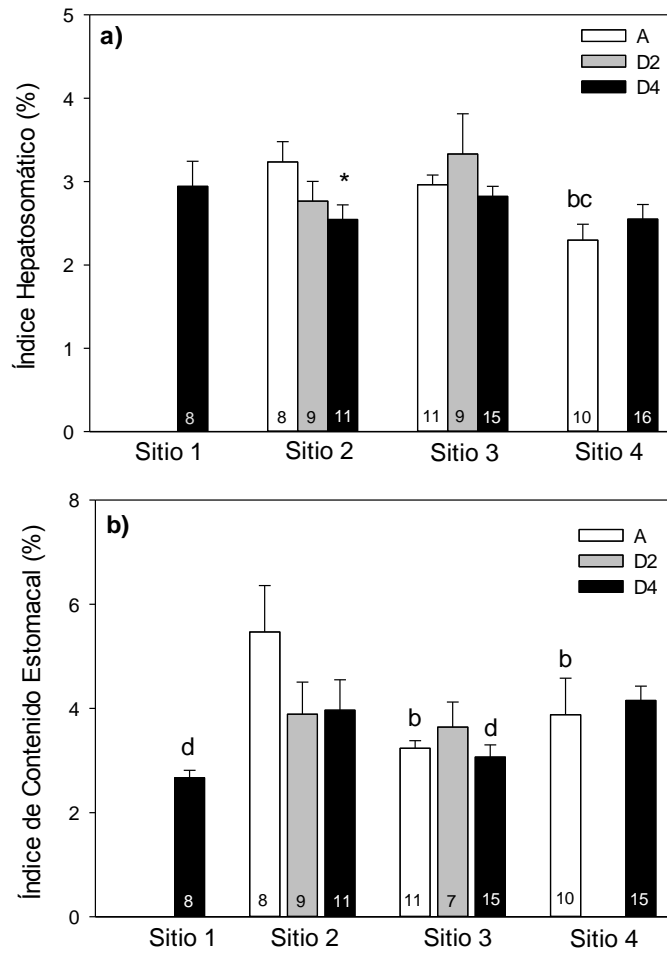 a)
Índice Hepatosomático (%)
5
4
3
2
1
0
A
D2
D4
*
bc
8
8
9
11
11
9
15
10
16
Sitio 1
Sitio 2
Sitio 3
Sitio 4
b)
Índice de Contenido Estomacal (%)
8
6
4
2
0
A
D2
D4
d
b
d
b
8
8
9
11
11
7
15
10
15
Sitio 1
Sitio 2
Sitio 3
Sitio 4